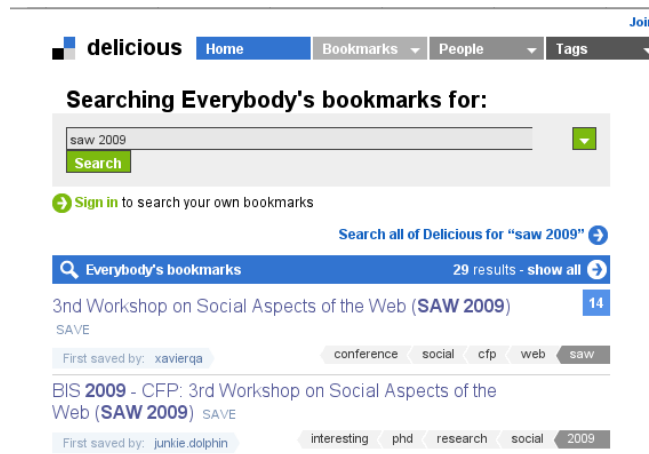 Join
delicious Home Bookmarks People Tags
Searching Everybody's bookmarks for:
saw 2009
Search
Sign in to search your own bookmarks
Search all of Delicious for “saw 2009”
Everybody's bookmarks 29 results - show all
3nd Workshop on Social Aspects of the Web (SAW 2009) 14
SAVE
First saved by: xavierqa conference social cfp web saw
BIS 2009 - CFP: 3rd Workshop on Social Aspects of the
Web (SAW 2009) SAVE
First saved by: junkie.dolphin interesting phd research social 2009